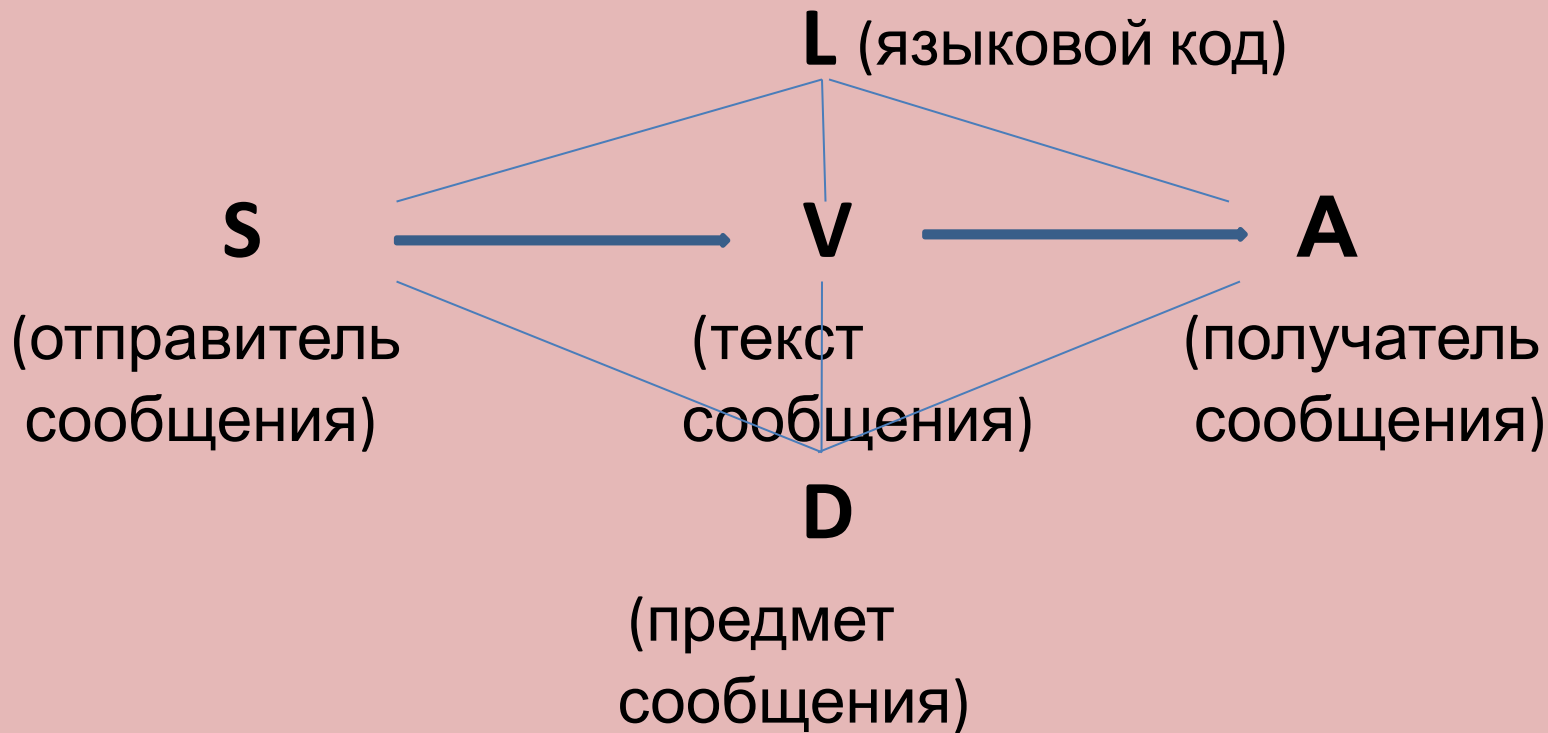 L (языковой код)
S V A
(отправитель (текст (получатель
сообщения) сообщения) сообщения)
D
(предмет
сообщения)